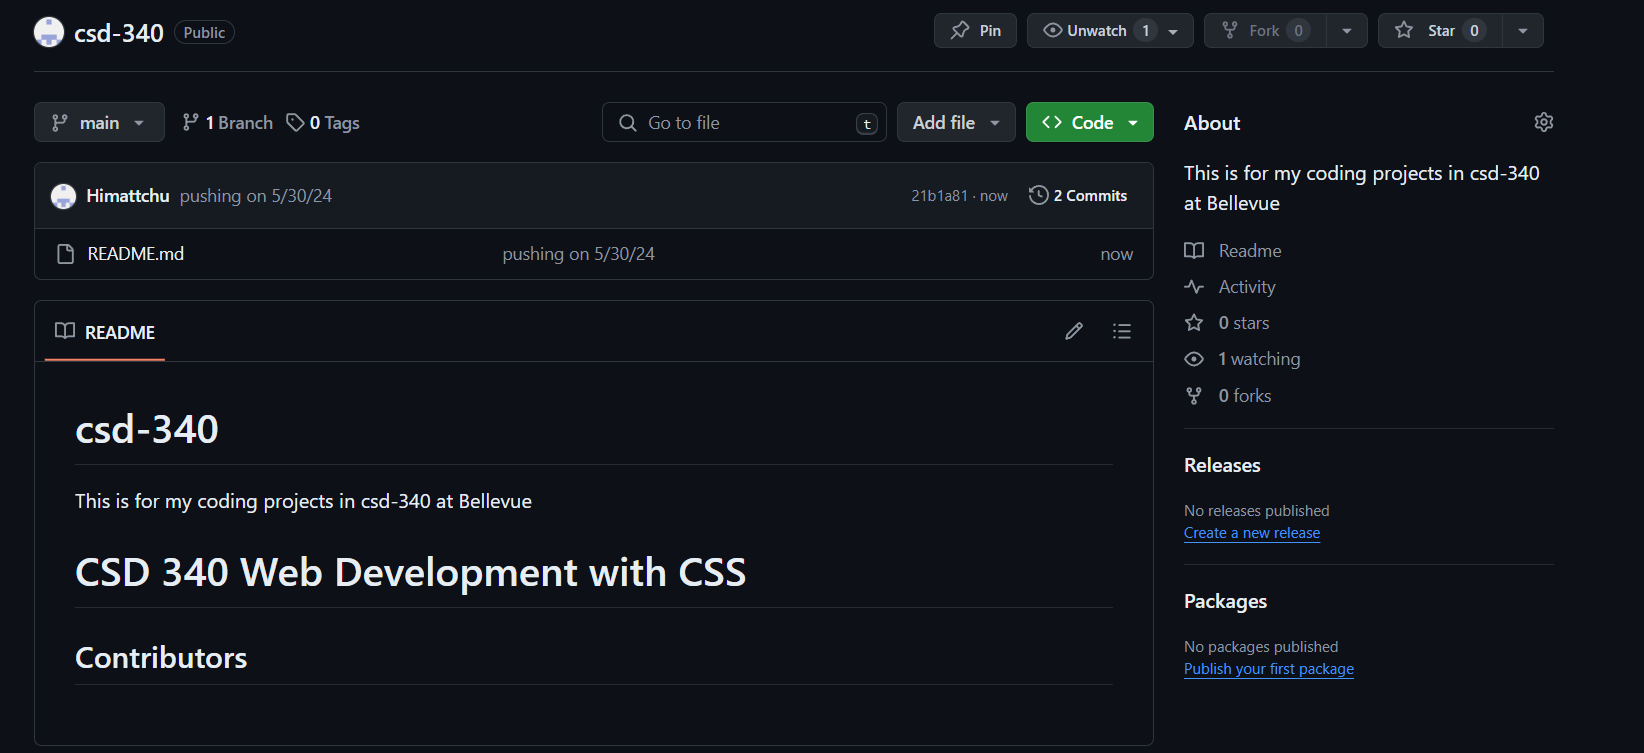 csd-340 Public Pin Unwatch 1 Fork 0 Star 0
main 1 Branch 0 Tags Go to file t Add file Code
Himattchu pushing on 5/30/24 21b1a81 · now 2 Commits
README.md pushing on 5/30/24 now
README
csd-340
This is for my coding projects in csd-340 at Bellevue
CSD 340 Web Development with CSS
Contributors
About
This is for my coding projects in csd-340
at Bellevue
Readme
Activity
0 stars
1 watching
0 forks
Releases
No releases published
Create a new release
Packages
No packages published
Publish your first package